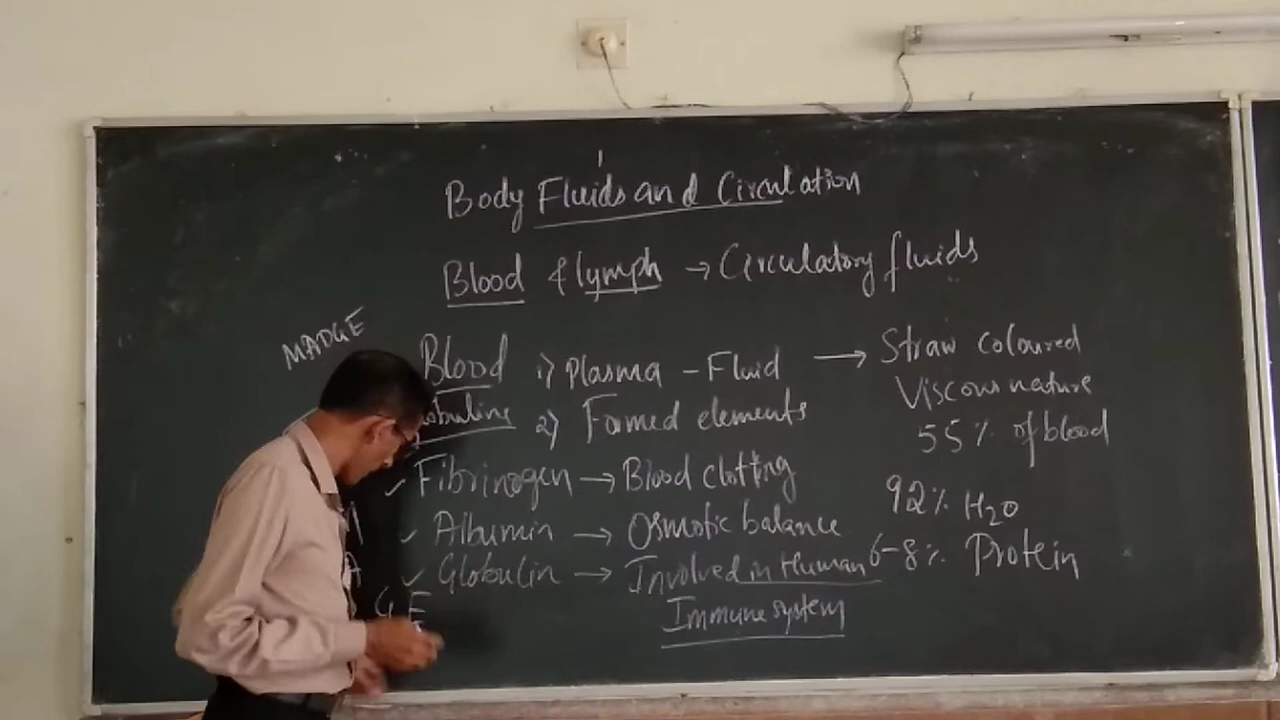 Body Fluids and Circulation
Blood & lymph → Circulatory fluids
MADGE
Blood 1) Plasma - Fluid → Straw coloured
2) Formed elements
Viscous nature
55% of blood
✓ Fibrinogen → Blood clotting
92% H2O
✓ Albumin → Osmotic balance
6-8% Protein
✓ Globulin → Involved in Human
Immune system
G E